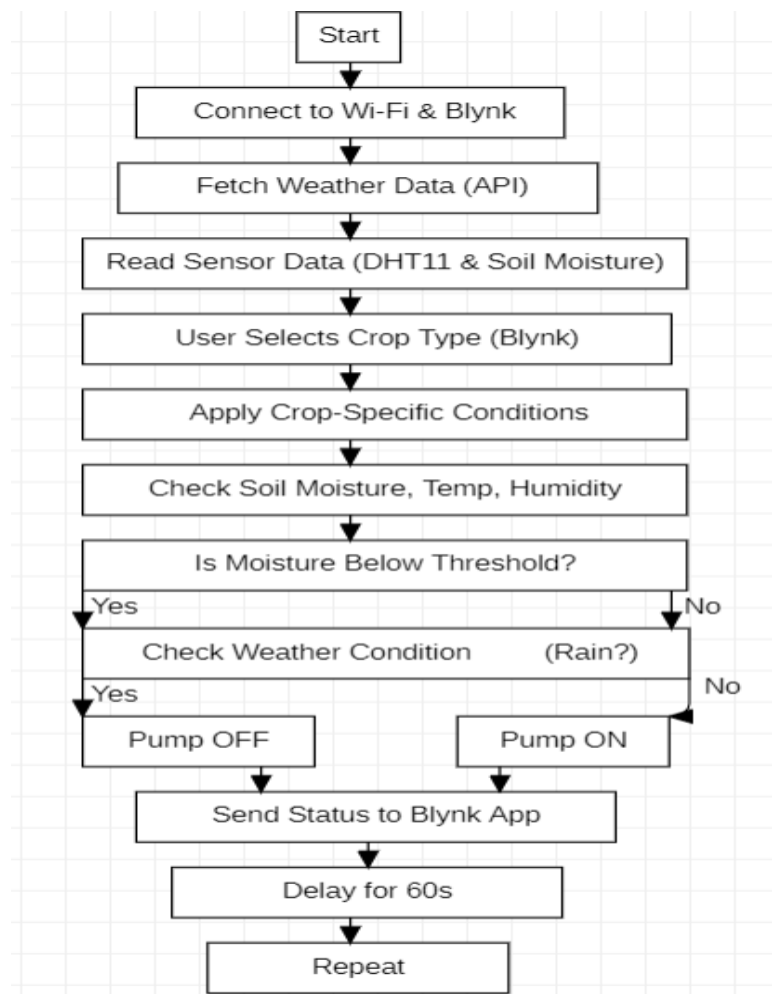 Start
Connect to Wi-Fi & Blynk
Fetch Weather Data (API)
Read Sensor Data (DHT11 & Soil Moisture)
User Selects Crop Type (Blynk)
Apply Crop-Specific Conditions
Check Soil Moisture, Temp, Humidity
Is Moisture Below Threshold?
Yes No
Check Weather Condition (Rain?)
Yes No
Pump OFF Pump ON
Send Status to Blynk App
Delay for 60s
Repeat